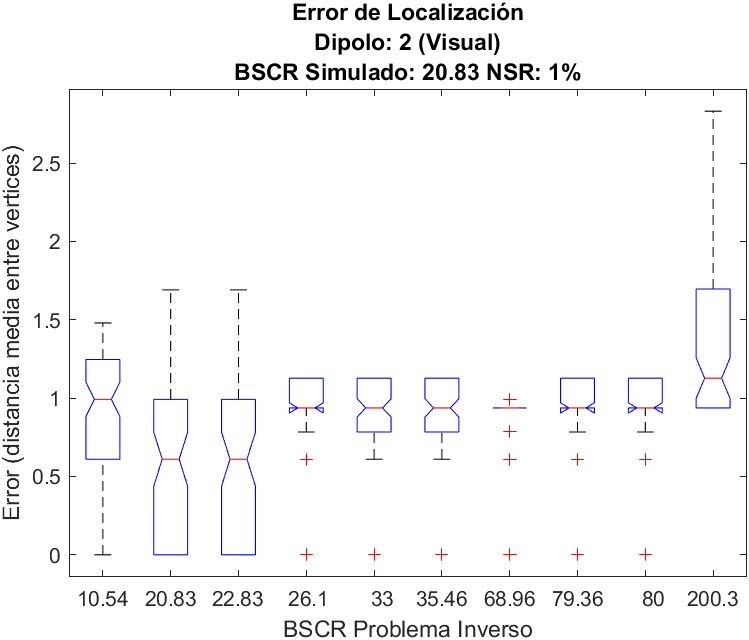 Error de Localización
Dipolo: 2 (Visual)
BSCR Simulado: 20.83 NSR: 1%
Error (distancia media entre vertices)
2.5
2
1.5
1
0.5
0
10.54 20.83 22.83 26.1 33 35.46 68.96 79.36 80 200.3
BSCR Problema Inverso